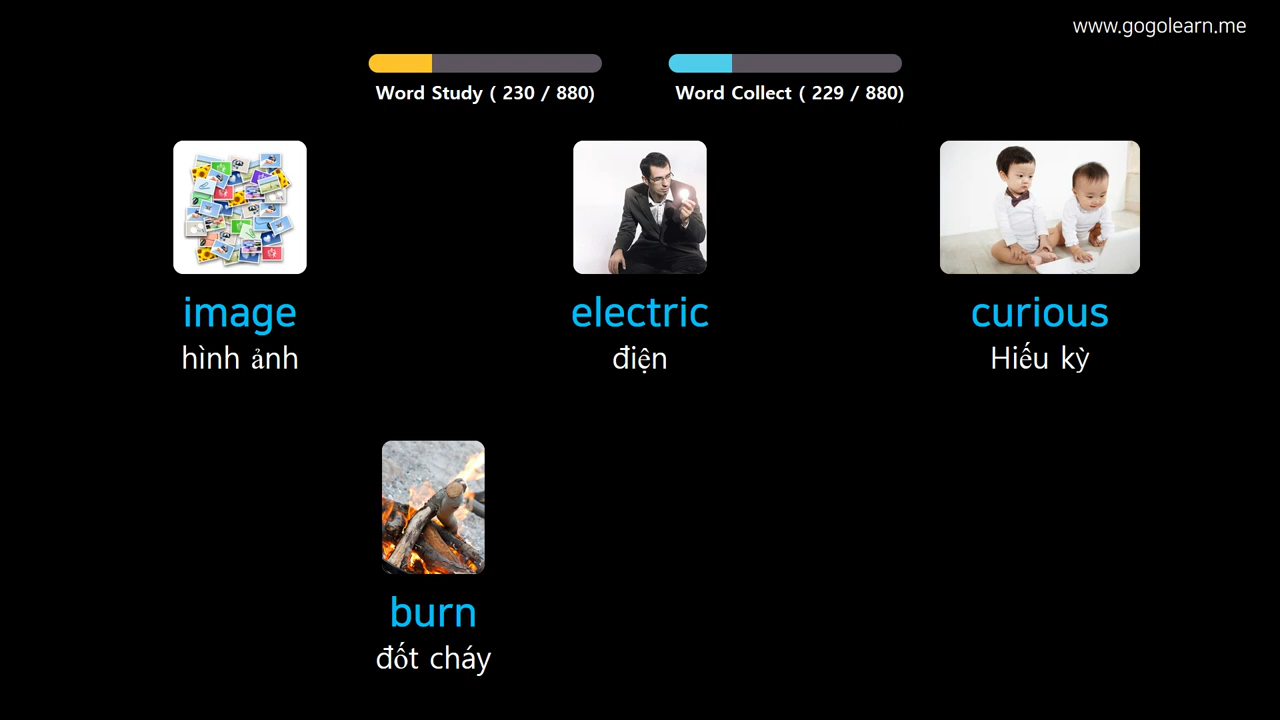 www.gogolearn.me
Word Study ( 230 / 880)
Word Collect ( 229 / 880)
image
hình ảnh
electric
điện
curious
Hiếu kỳ
burn
đốt cháy